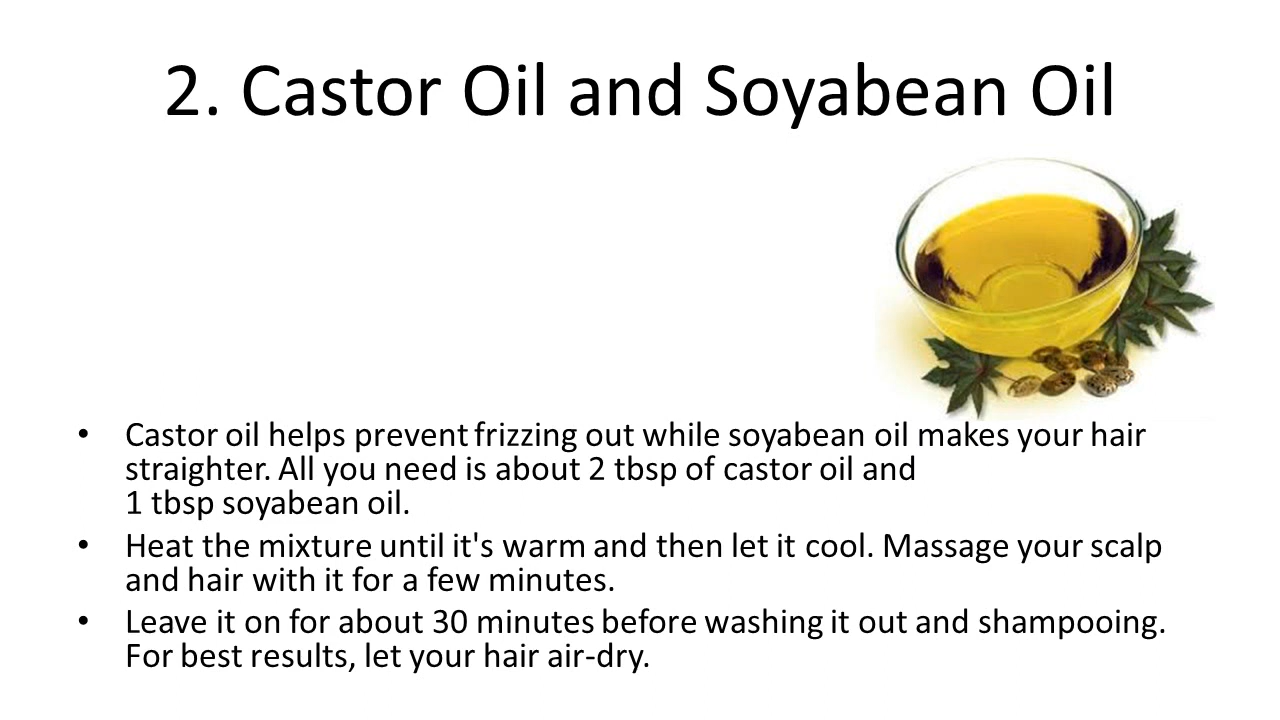 2. Castor Oil and Soyabean Oil
• Castor oil helps prevent frizzing out while soyabean oil makes your hair
straighter. All you need is about 2 tbsp of castor oil and
1 tbsp soyabean oil.
• Heat the mixture until it's warm and then let it cool. Massage your scalp
and hair with it for a few minutes.
• Leave it on for about 30 minutes before washing it out and shampooing.
For best results, let your hair air-dry.